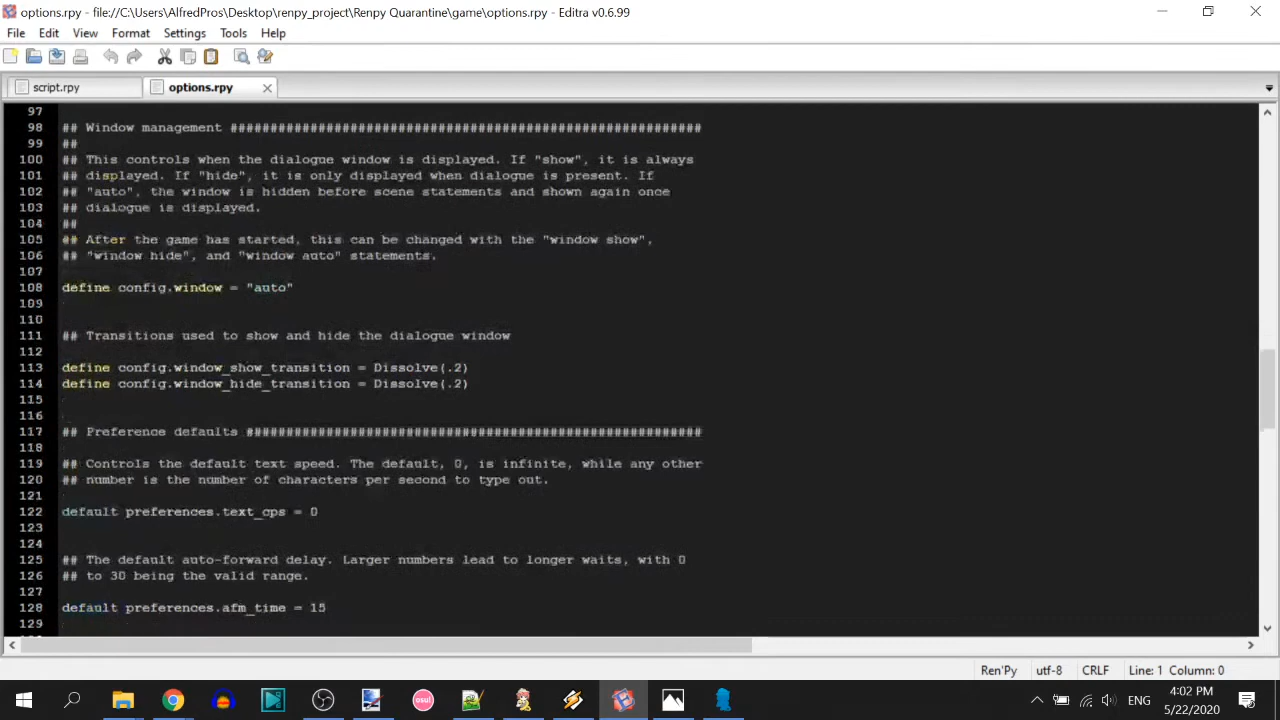 options.rpy - file://C:\Users\AlfredPros\Desktop\renpy_project\Renpy Quarantine\game\options.rpy - Editra v0.6.99
File Edit View Format Settings Tools Help
script.rpy options.rpy
97
98 ## Window management ###########################################################
99 ##
100 ## This controls when the dialogue window is displayed. If "show", it is always
101 ## displayed. If "hide", it is only displayed when dialogue is present. If
102 ## "auto", the window is hidden before scene statements and shown again once
103 ## dialogue is displayed.
104 ##
105 ## After the game has started, this can be changed with the "window show",
106 ## "window hide", and "window auto" statements.
107
108 define config.window = "auto"
109
110
111 ## Transitions used to show and hide the dialogue window
112
113 define config.window_show_transition = Dissolve(.2)
114 define config.window_hide_transition = Dissolve(.2)
115
116
117 ## Preference defaults #########################################################
118
119 ## Controls the default text speed. The default, 0, is infinite, while any other
120 ## number is the number of characters per second to type out.
121
122 default preferences.text_cps = 0
123
124
125 ## The default auto-forward delay. Larger numbers lead to longer waits, with 0
126 ## to 30 being the valid range.
127
128 default preferences.afm_time = 15
129
Ren'Py utf-8 CRLF Line: 1 Column: 0
osu!
ENG
4:02 PM
5/22/2020